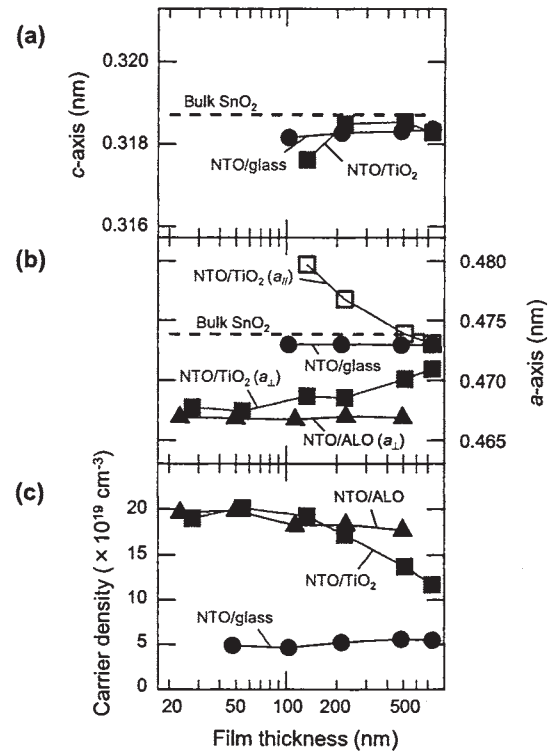 (a)
c-axis (nm)
0.320
0.318
0.316
Bulk SnO₂
NTO/glass
NTO/TiO₂
(b)
NTO/TiO₂ (a//)
Bulk SnO₂
NTO/glass
NTO/TiO₂ (a⊥)
NTO/ALO (a⊥)
0.480
0.475
0.470
0.465
a-axis (nm)
(c)
Carrier density ( × 10¹⁹ cm⁻³)
20
15
10
5
0
NTO/ALO
NTO/TiO₂
NTO/glass
20 50 100 200 500
Film thickness (nm)